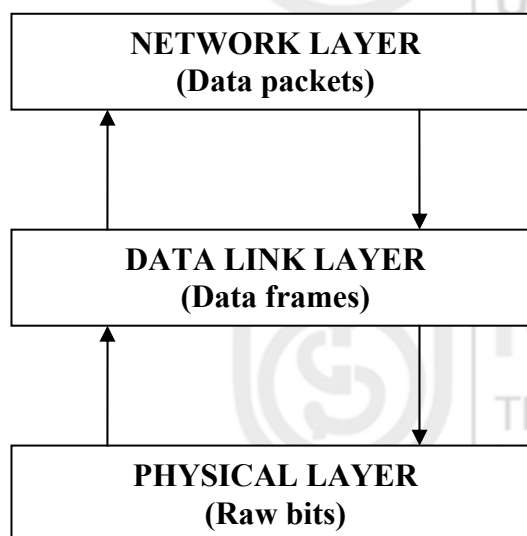 NETWORK LAYER
(Data packets)
DATA LINK LAYER
(Data frames)
PHYSICAL LAYER
(Raw bits)